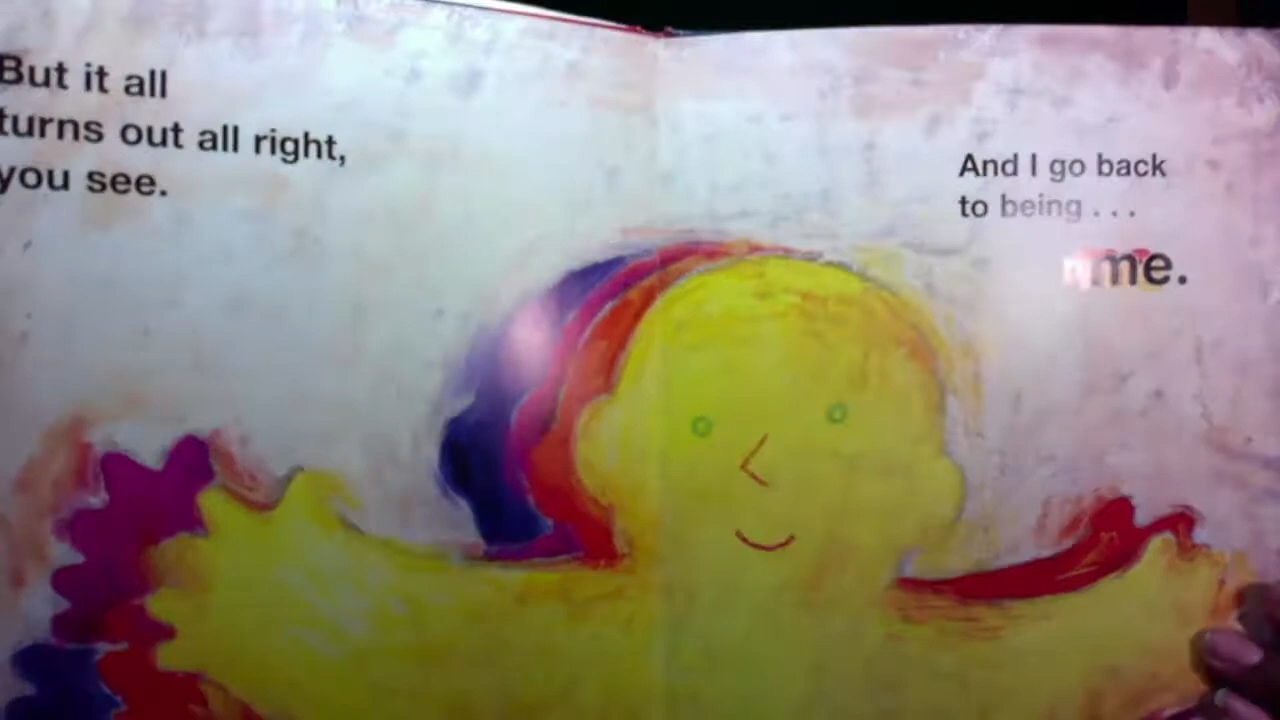 But it all
turns out all right,
you see.
And I go back
to being . . .
me.